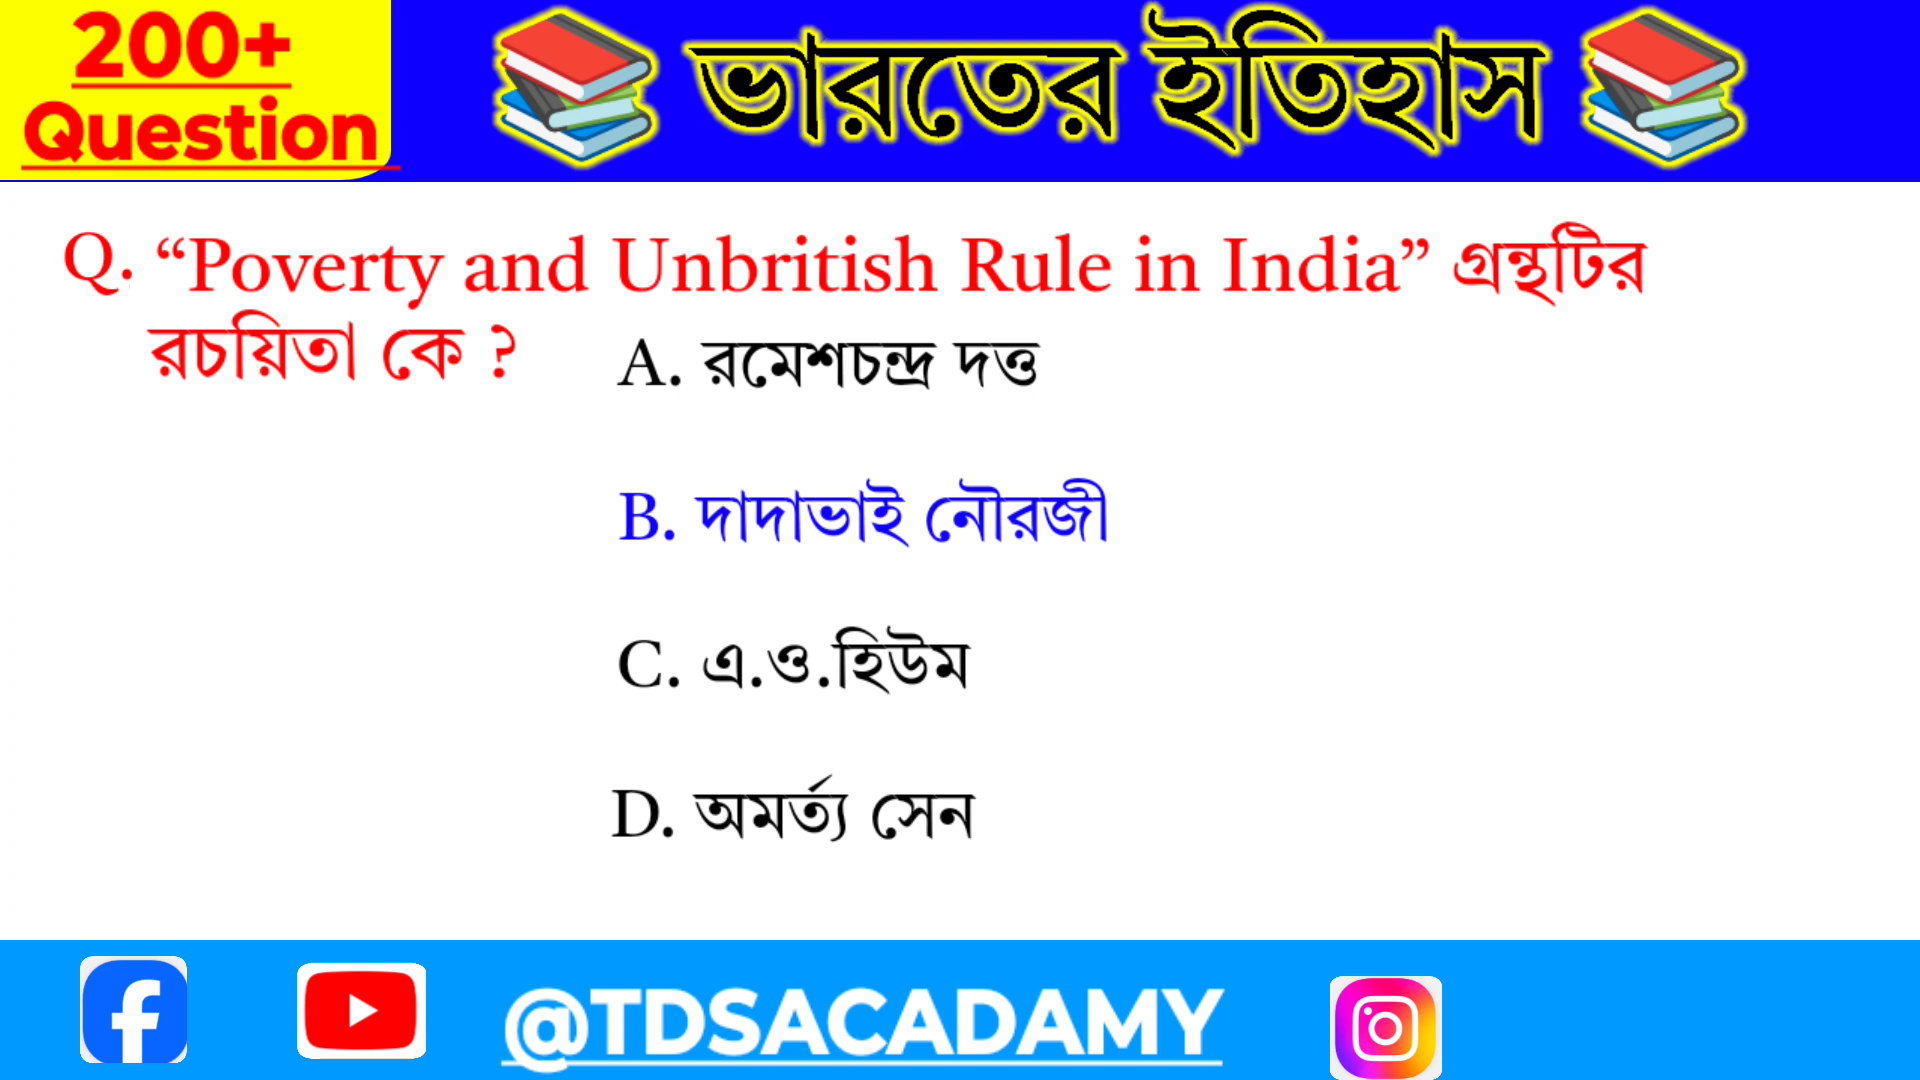 200+
Question
ভারতের ইতিহাস
Q. “Poverty and Unbritish Rule in India” গ্রন্থটির
রচয়িতা কে ?
A. রমেশচন্দ্র দত্ত
B. দাদাভাই নৌরজী
C. এ.ও.হিউম
D. অমর্ত্য সেন
@TDSACADAMY